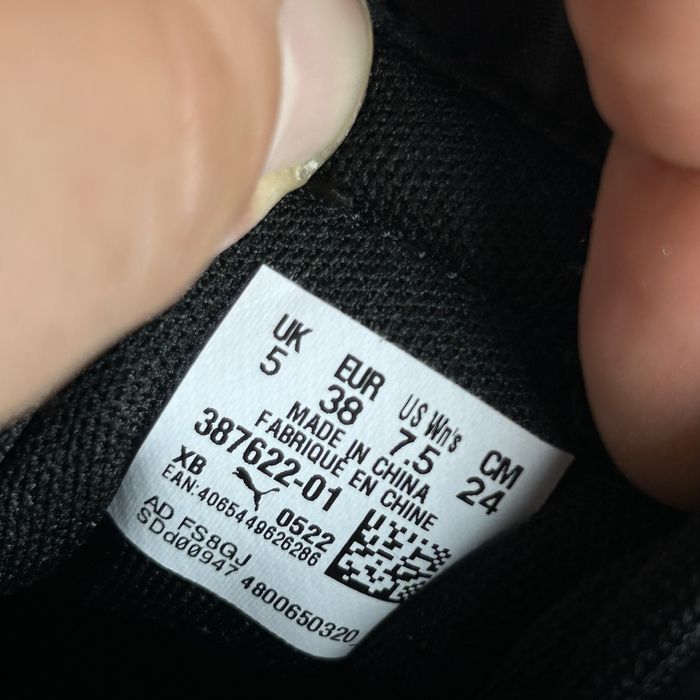 UK EUR US Wn's CM
5 38 7.5 24
MADE IN CHINA
FABRIQUÉ EN CHINE
387622-01
XB 0522
EAN:4065449626286
AD FS8GJ
SDd00947 4800650320